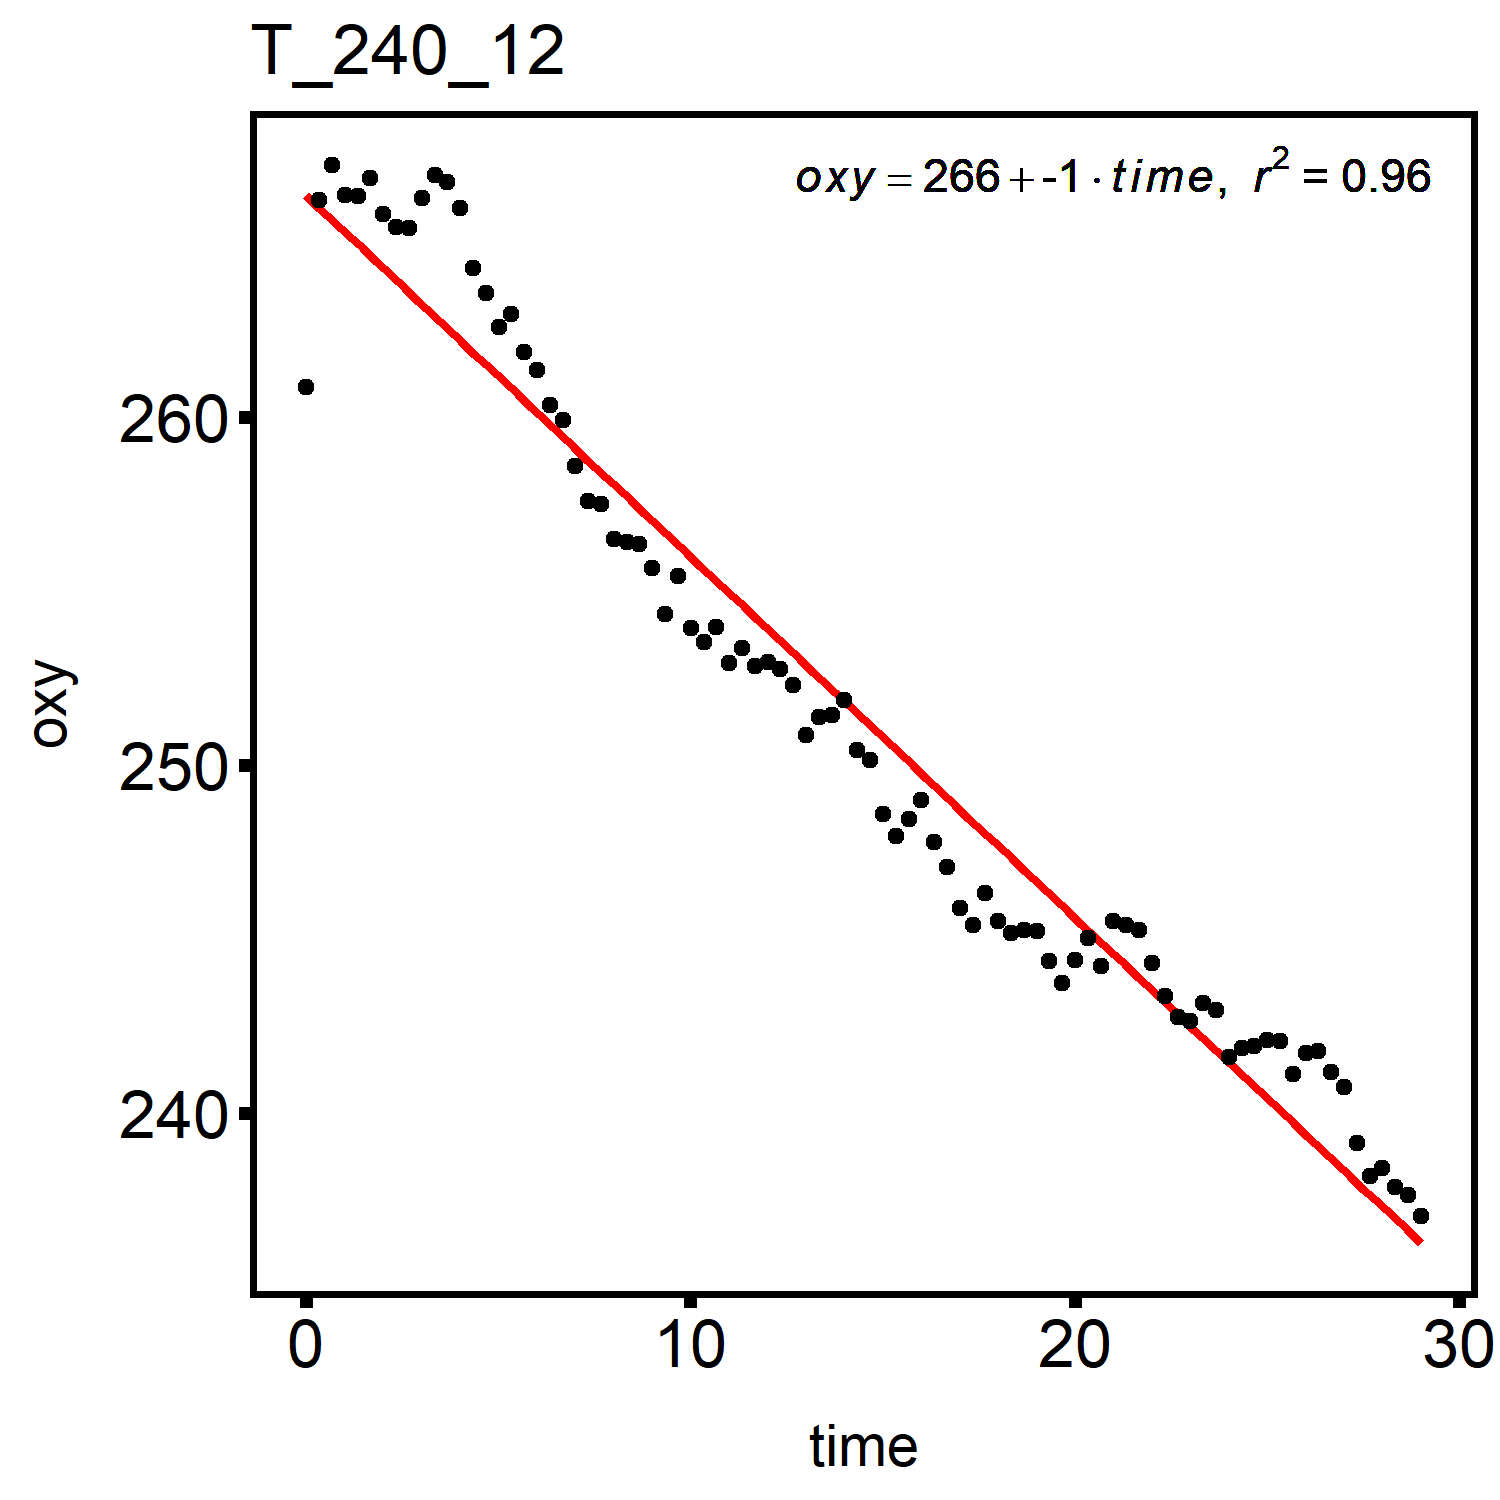 T_240_12
oxy = 266 + -1 · time, r² = 0.96
260
250
240
oxy
0 10 20 30
time